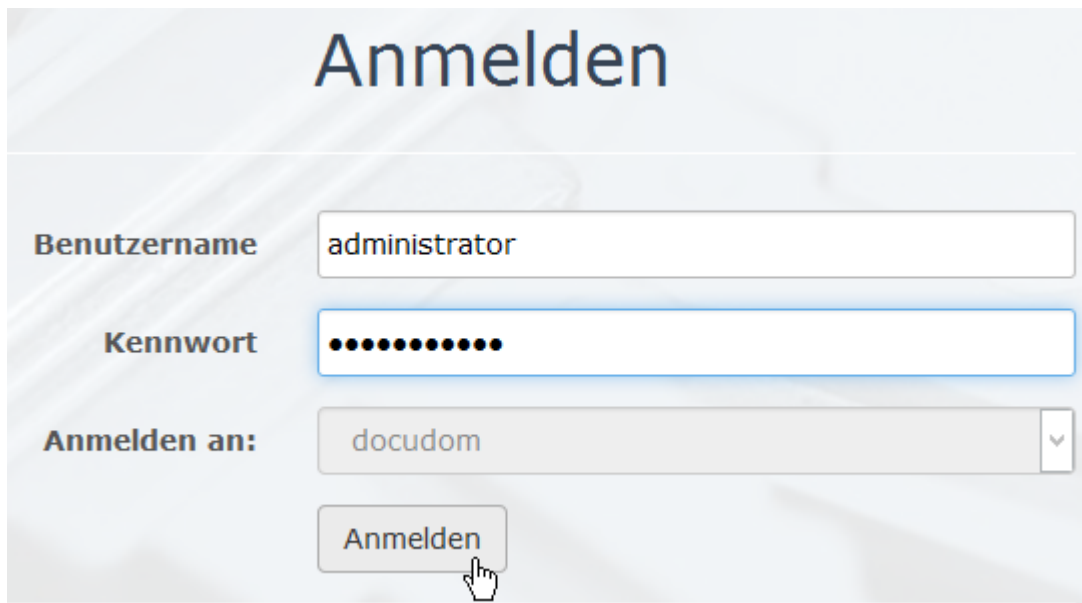 Anmelden
Benutzername administrator
Kennwort •••••••••••
Anmelden an: docudom
Anmelden